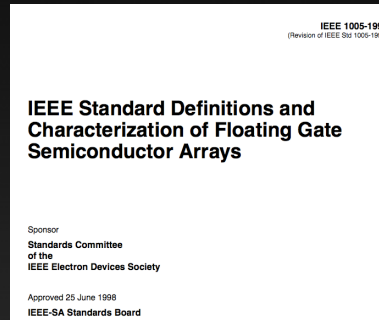 IEEE 1005-199
(Revision of IEEE Std 1005-199
IEEE Standard Definitions and
Characterization of Floating Gate
Semiconductor Arrays
Sponsor
Standards Committee
of the
IEEE Electron Devices Society
Approved 25 June 1998
IEEE-SA Standards Board